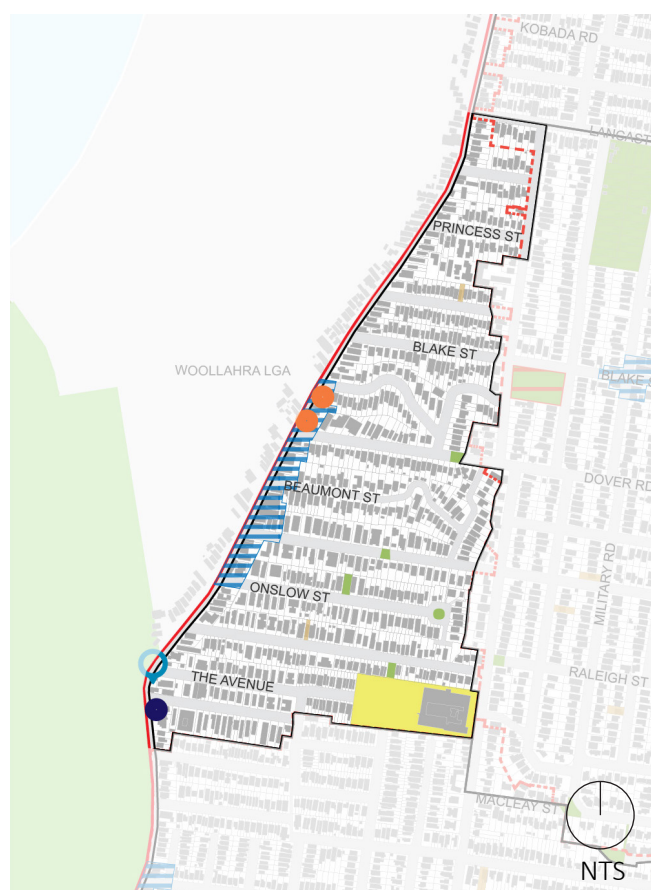 KOBADA RD
LANCAST
PRINCESS ST
BLAKE ST
WOOLLAHRA LGA
BLAKE
BEAUMONT ST
DOVER RD
MILITARY RD
ONSLOW ST
RALEIGH ST
THE AVENUE
MACLEAY ST
NTS